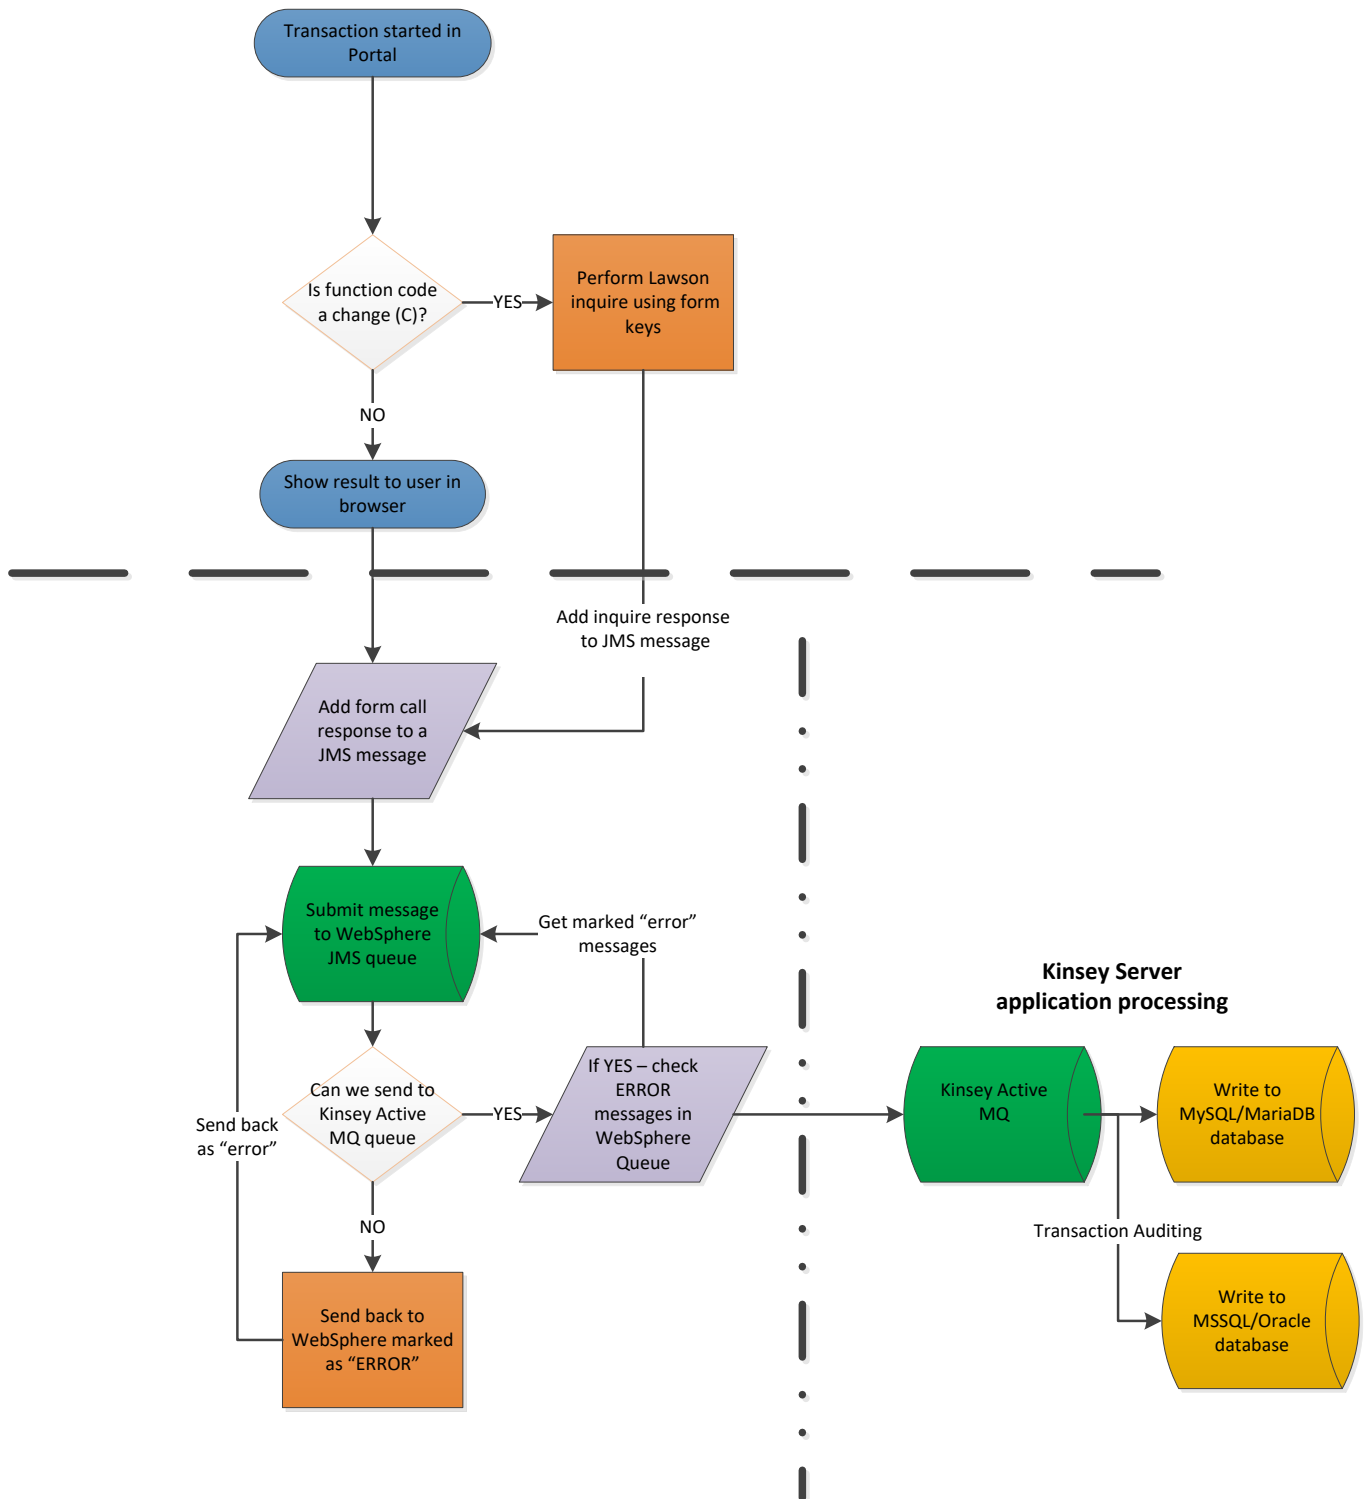 Transaction started in
Portal
Is function code
a change (C)?
YES
Perform Lawson
inquire using form
keys
NO
Show result to user in
browser
Add inquire response
to JMS message
Add form call
response to a
JMS message
Submit message
to WebSphere
JMS queue
Get marked “error”
messages
Kinsey Server
application processing
Can we send to
Kinsey Active
MQ queue
YES
If YES – check
ERROR
messages in
WebSphere
Queue
Kinsey Active
MQ
Write to
MySQL/MariaDB
database
Send back
as “error”
NO
Transaction Auditing
Send back to
WebSphere marked
as “ERROR”
Write to
MSSQL/Oracle
database